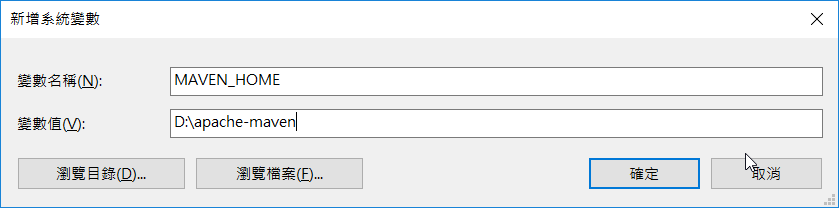 新增系統變數
變數名稱(N): MAVEN_HOME
變數值(V): D:\apache-maven
瀏覽目錄(D)... 瀏覽檔案(F)... 確定 取消